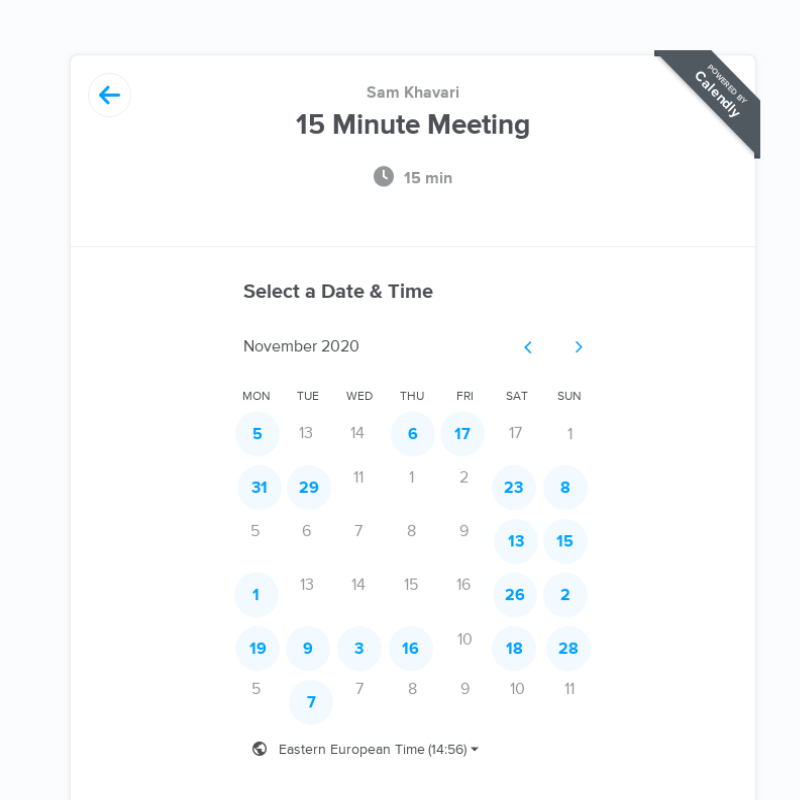 POWERED BY
Calendly
Sam Khavari
15 Minute Meeting
15 min
Select a Date & Time
November 2020
MON TUE WED THU FRI SAT SUN
5 13 14 6 17 17 1
31 29 11 1 2 23 8
5 6 7 8 9 13 15
1 13 14 15 16 26 2
19 9 3 16 10 18 28
5 7 7 8 9 10 11
Eastern European Time (14:56)